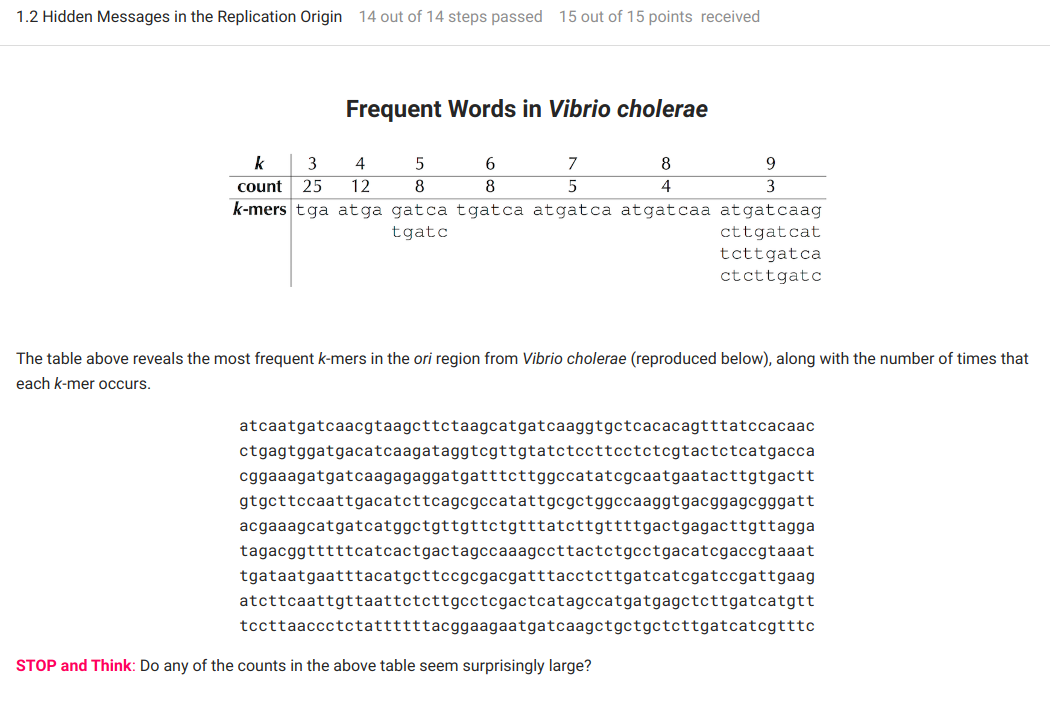 1.2 Hidden Messages in the Replication Origin 14 out of 14 steps passed 15 out of 15 points received
Frequent Words in Vibrio cholerae
k 3 4 5 6 7 8 9
count 25 12 8 8 5 4 3
k-mers tga atga gatca tgatca atgatca atgatcaa atgatcaag
tgatc cttgatcat
tcttgatca
ctcttgatc
The table above reveals the most frequent k-mers in the ori region from Vibrio cholerae (reproduced below), along with the number of times that
each k-mer occurs.
atcaatgatcaacgtaagcttctaagcatgatcaaggtgctcacacagtttatccacaac
ctgagtggatgacatcaagataggtcgttgtatctccttcctctcgtactctcatgacca
cggaaagatgatcaagagaggatgatttcttggccatatcgcaatgaatacttgtgactt
gtgcttccaattgacatcttcagcgccatattgcgctggccaaggtgacggagcgggatt
acgaaagcatgatcatggctgttgttctgtttatcttgttttgactgagacttgttagga
tagacggtttttcatcactgactagccaaagccttactctgcctgacatcgaccgtaaat
tgataatgaatttacatgcttccgcgacgatttacctcttgatcatcgatccgattgaag
atcttcaattgttaattctcttgcctcgactcatagccatgatgagctcttgatcatgtt
tccttaaccctctattttttacggaagaatgatcaagctgctgctcttgatcatcgtttc
STOP and Think: Do any of the counts in the above table seem surprisingly large?